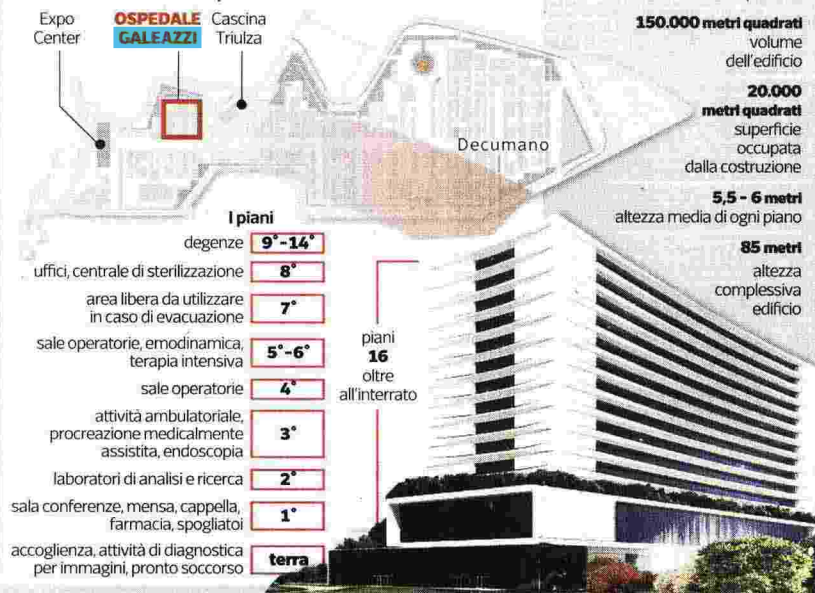 Expo
Center
OSPEDALE
GALEAZZI
Cascina
Triulza
Decumano
150.000 metri quadrati
volume
dell'edificio
20.000
metri quadrati
superficie
occupata
dalla costruzione
5,5 - 6 metri
altezza media di ogni piano
85 metri
altezza
complessiva
edificio
I piani
degenze 9°-14°
uffici, centrale di sterilizzazione 8°
area libera da utilizzare
in caso di evacuazione 7°
sale operatorie, emodinamica,
terapia intensiva 5°-6°
sale operatorie 4°
attività ambulatoriale,
procreazione medicalmente
assistita, endoscopia 3°
laboratori di analisi e ricerca 2°
sala conferenze, mensa, cappella,
farmacia, spogliatoi 1°
accoglienza, attività di diagnostica
per immagini, pronto soccorso terra
piani
16
oltre
all'interrato